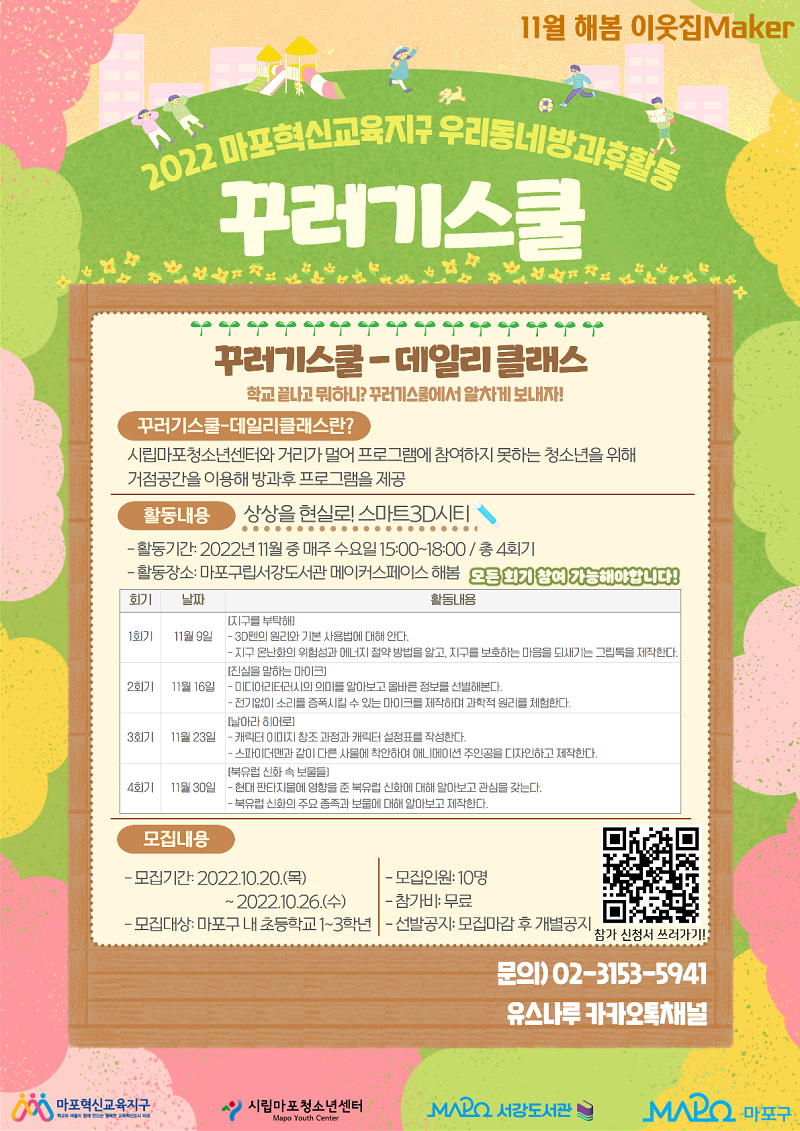 11월 해봄 이웃집Maker
2022 마포혁신교육지구 우리동네방과후활동
꾸러기스쿨
꾸러기스쿨 - 데일리 클래스
학교 끝나고 뭐하니? 꾸러기스쿨에서 알차게 보내자!
꾸러기스쿨-데일리클래스란?
시립마포청소년센터와 거리가 멀어 프로그램에 참여하지 못하는 청소년을 위해
거점공간을 이용해 방과후 프로그램을 제공
활동내용 상상을 현실로! 스마트3D시티
- 활동기간: 2022년 11월 중 매주 수요일 15:00~18:00 / 총 4회기
- 활동장소: 마포구립서강도서관 메이커스페이스 해봄 모든 회기 참여 가능해야합니다!
회기 날짜 활동내용
1회기 11월 9일 [지구를 부탁해]
- 3D펜의 원리와 기본 사용법에 대해 안다.
- 지구 온난화의 위험성과 에너지 절약 방법을 알고, 지구를 보호하는 마음을 되새기는 그립톡을 제작한다.
2회기 11월 16일 [진실을 말하는 마이크]
- 미디어리터러시의 의미를 알아보고 올바른 정보를 선별해본다.
- 전기없이 소리를 증폭시킬 수 있는 마이크를 제작하며 과학적 원리를 체험한다.
3회기 11월 23일 [날아라 히어로]
- 캐릭터 이미지 창조 과정과 캐릭터 설정표를 작성한다.
- 스파이더맨과 같이 다른 사물에 착안하여 애니메이션 주인공을 디자인하고 제작한다.
4회기 11월 30일 [북유럽 신화 속 보물들]
- 현대 판타지물에 영향을 준 북유럽 신화에 대해 알아보고 관심을 갖는다.
- 북유럽 신화의 주요 종족과 보물에 대해 알아보고 제작한다.
모집내용
- 모집기간: 2022.10.20.(목)
~ 2022.10.26.(수)
- 모집대상: 마포구 내 초등학교 1~3학년
- 모집인원: 10명
- 참가비: 무료
- 선발공지: 모집마감 후 개별공지
참가 신청서 쓰러가기!
문의) 02-3153-5941
유스나루 카카오톡채널
마포혁신교육지구
학교와 마을이 함께 만드는 행복한 교육혁신도시 마포
시립마포청소년센터
Mapo Youth Center
MAPO 서강도서관
MAPO 마포구